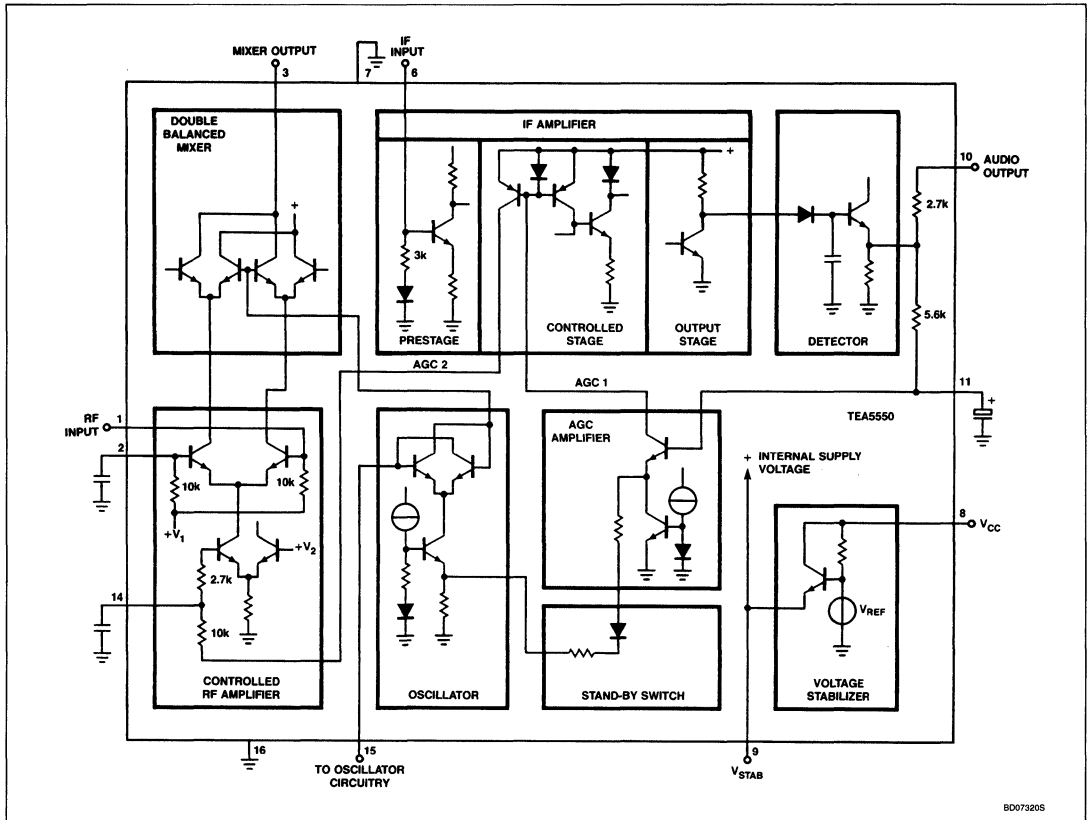 MIXER OUTPUT
3
7
IF
INPUT
6
DOUBLE
BALANCED
MIXER
+
IF AMPLIFIER
+
3k
PRESTAGE
CONTROLLED
STAGE
OUTPUT
STAGE
DETECTOR
10
AUDIO
OUTPUT
2.7k
5.6k
AGC 2
AGC 1
11
+
TEA5550
RF
INPUT
1
2
10k
10k
+V1
+V2
2.7k
14
10k
CONTROLLED
RF AMPLIFIER
OSCILLATOR
AGC
AMPLIFIER
STAND-BY SWITCH
+ INTERNAL SUPPLY
VOLTAGE
8
VCC
VREF
VOLTAGE
STABILIZER
16
15
TO OSCILLATOR
CIRCUITRY
9
VSTAB
BD07320S